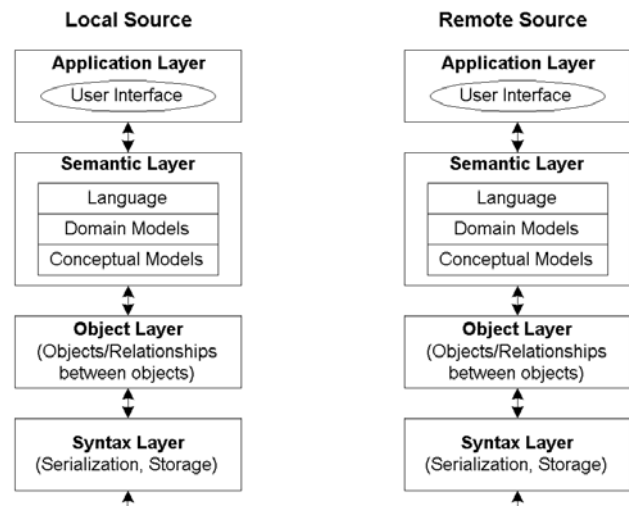 Local Source
Application Layer
User Interface
Semantic Layer
Language
Domain Models
Conceptual Models
Object Layer
(Objects/Relationships
between objects)
Syntax Layer
(Serialization, Storage)
Remote Source
Application Layer
User Interface
Semantic Layer
Language
Domain Models
Conceptual Models
Object Layer
(Objects/Relationships
between objects)
Syntax Layer
(Serialization, Storage)